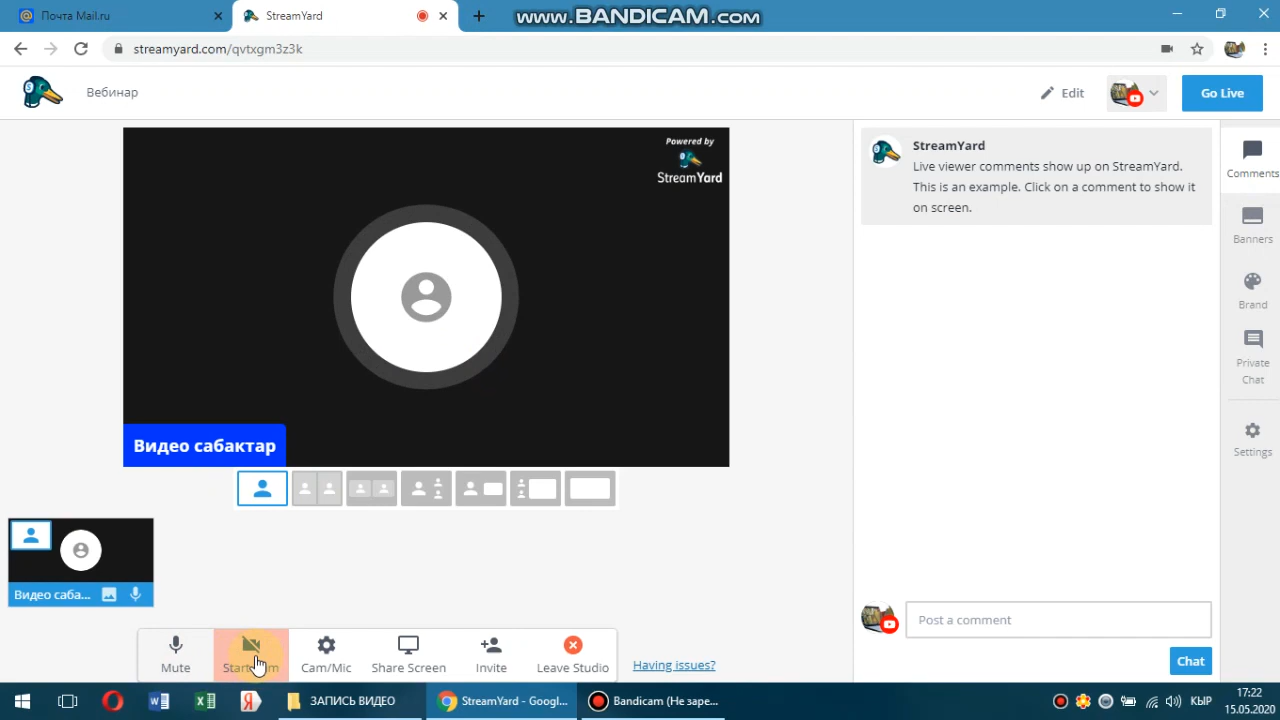 Почта Mail.ru
StreamYard
www.BANDICAM.com
streamyard.com/qvtxgm3z3k
Вебинар
Edit
Go Live
Powered by
StreamYard
Видео сабактар
StreamYard
Live viewer comments show up on StreamYard.
This is an example. Click on a comment to show it
on screen.
Comments
Banners
Brand
Private
Chat
Settings
Видео саба...
Post a comment
Chat
Mute
Cam/Mic
Share Screen
Invite
Leave Studio
Having issues?
ЗАПИСЬ ВИДЕО
StreamYard - Googl...
Bandicam (Не заре...
КЫР
17:22
15.05.2020